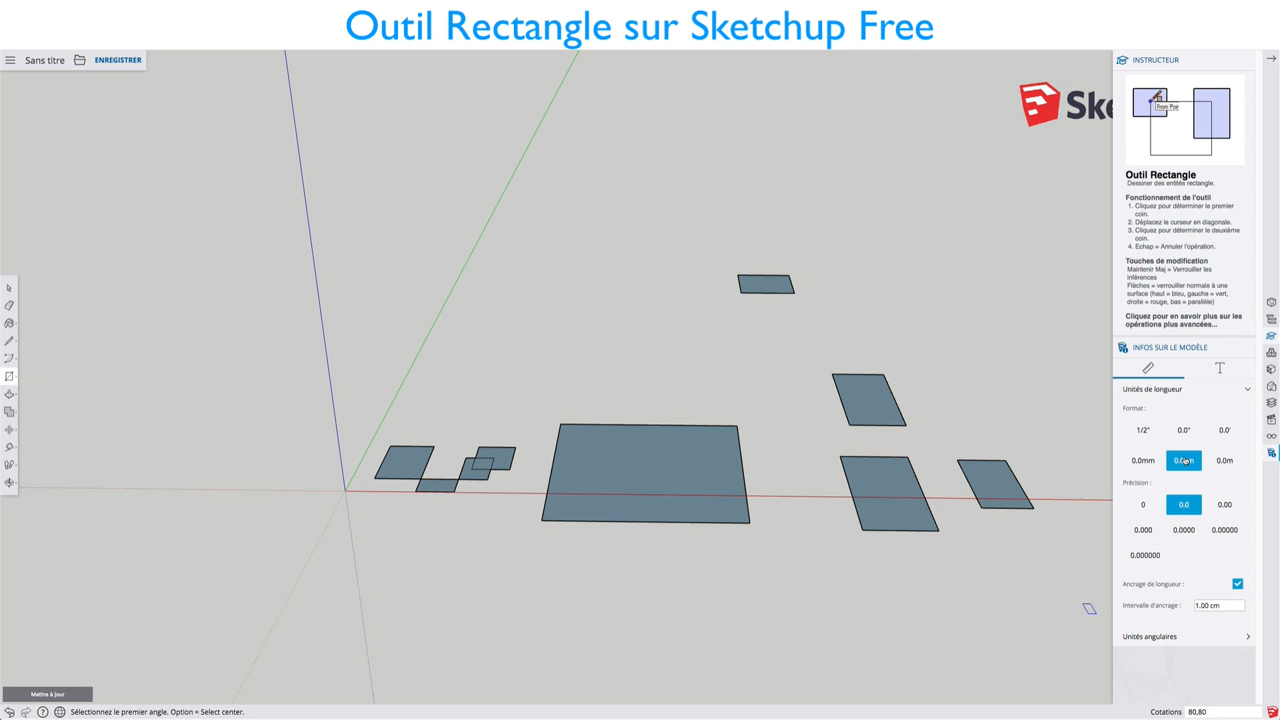 Outil Rectangle sur Sketchup Free
Sans titre
ENREGISTRER
INSTRUCTEUR
Outil Rectangle
Dessiner des entités rectangle.
Fonctionnement de l'outil
1. Cliquez pour déterminer le premier
coin.
2. Déplacez le curseur en diagonale.
3. Cliquez pour déterminer le deuxième
coin.
4. Echap = Annuler l'opération.
Touches de modification
Maintenir Maj = Verrouiller les
inférences
Flèches = verrouiller normale à une
surface (haut = bleu, gauche = vert,
droite = rouge, bas = parallèle)
Cliquez pour en savoir plus sur les
opérations plus avancées...
INFOS SUR LE MODÈLE
Unités de longueur
Format :
1/2" 0.0" 0.0'
0.0mm 0.0m
Précision :
0 0.0 0.00
0.000 0.0000 0.00000
0.000000
Ancrage de longueur :
Intervalle d'ancrage : 1.00 cm
Unités angulaires
Mettre à jour
Sélectionnez le premier angle. Option = Select center.
Cotations 80,80